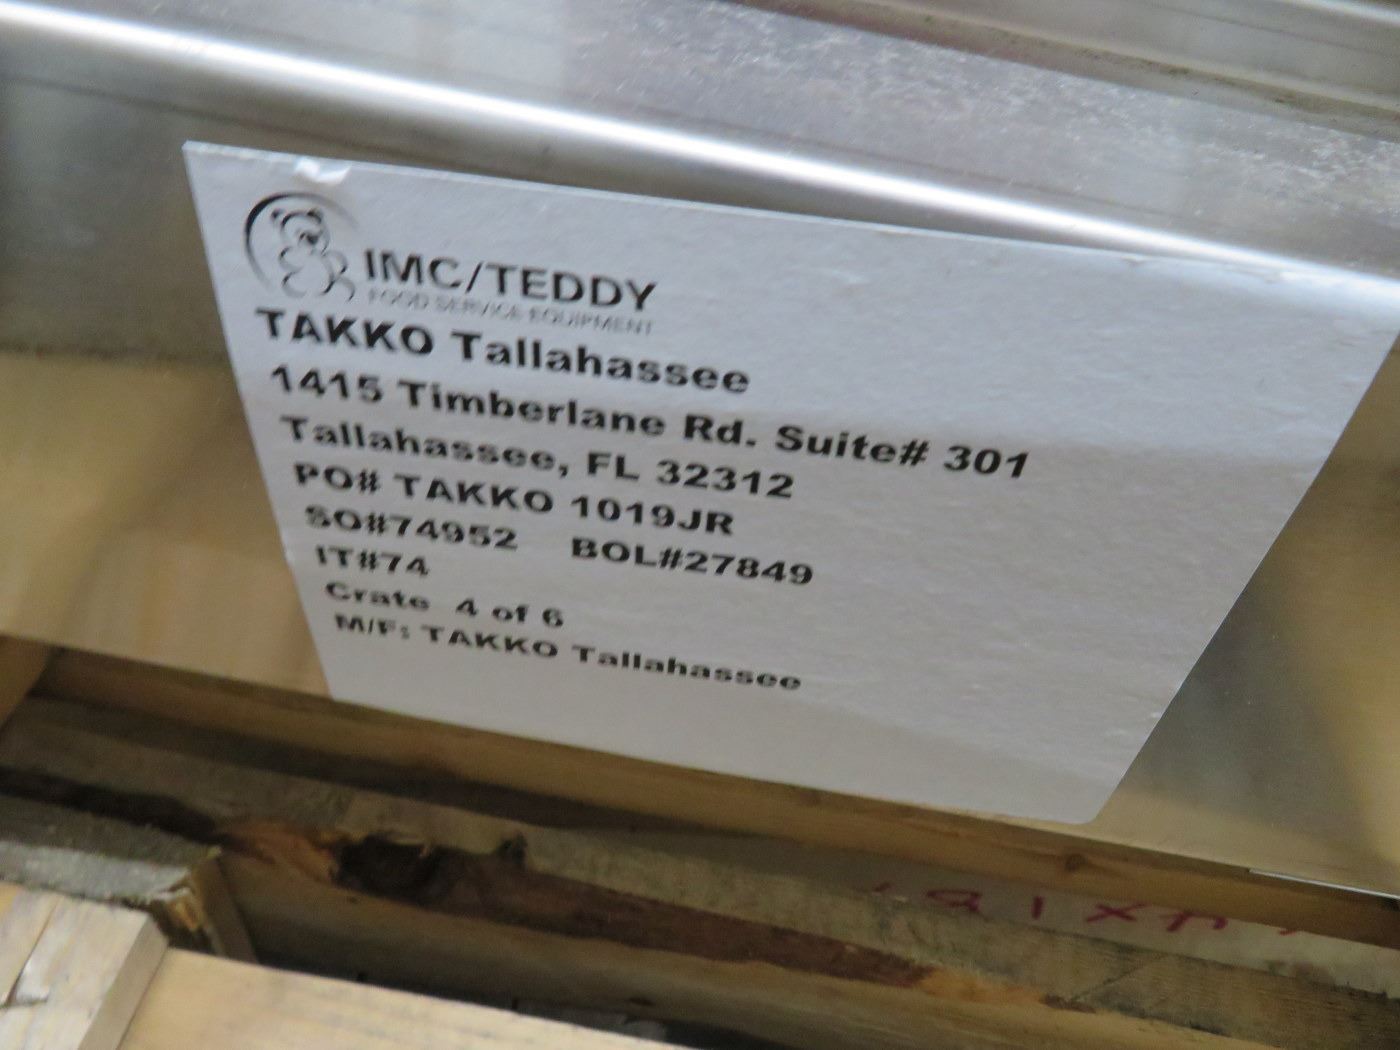 IMC/TEDDY
FOOD SERVICE EQUIPMENT
TAKKO Tallahassee
1415 Timberlane Rd. Suite# 301
Tallahassee, FL 32312
PO# TAKKO 1019JR
SO#74952 BOL#27849
IT#74
Crate 4 of 6
M/F: TAKKO Tallahassee